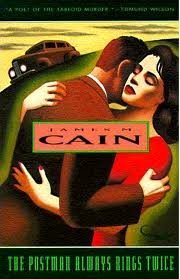 "A POET OF THE TABLOID MURDER." —EDMUND WILSON
JAMES M.
CAIN
THE POSTMAN ALWAYS RINGS TWICE